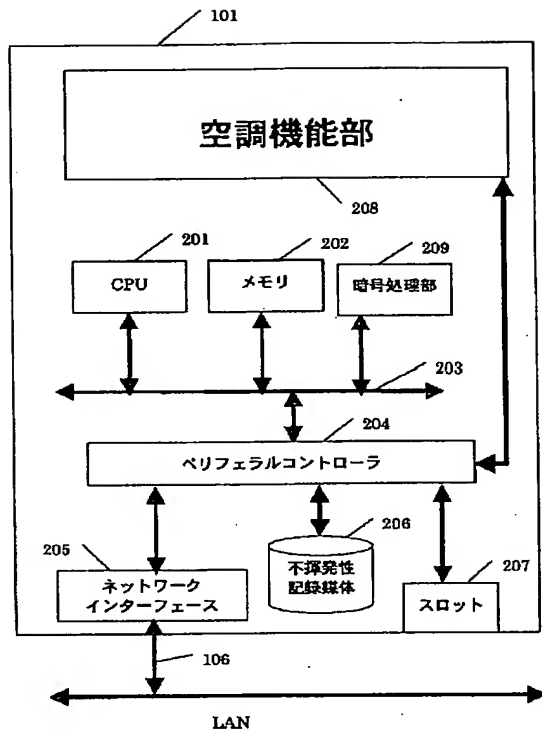 101
空調機能部
208
201
202
209
CPU
メモリ
暗号処理部
203
204
ペリフェラルコントローラ
205
206
207
ネットワーク
インターフェース
不揮発性
記録媒体
スロット
106
LAN